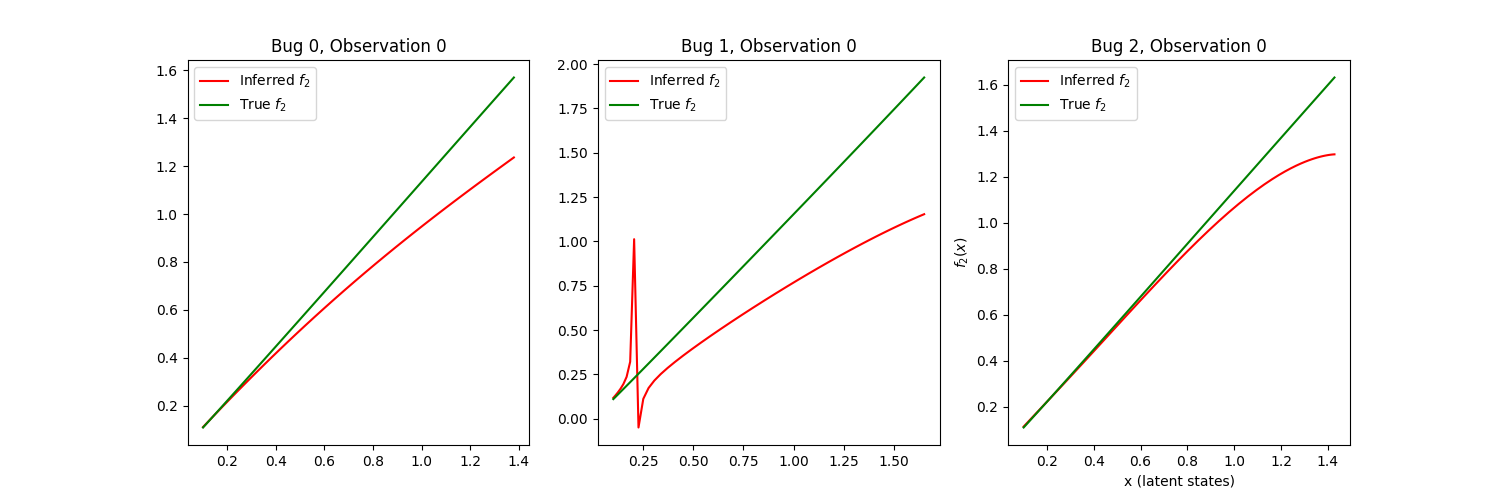 Bug 0, Observation 0
Inferred f₂
True f₂
1.6
1.4
1.2
1.0
0.8
0.6
0.4
0.2
0.2 0.4 0.6 0.8 1.0 1.2 1.4
Bug 1, Observation 0
Inferred f₂
True f₂
2.00
1.75
1.50
1.25
1.00
0.75
0.50
0.25
0.00
0.25 0.50 0.75 1.00 1.25 1.50
Bug 2, Observation 0
Inferred f₂
True f₂
f₂(x)
1.6
1.4
1.2
1.0
0.8
0.6
0.4
0.2
0.2 0.4 0.6 0.8 1.0 1.2 1.4
x (latent states)